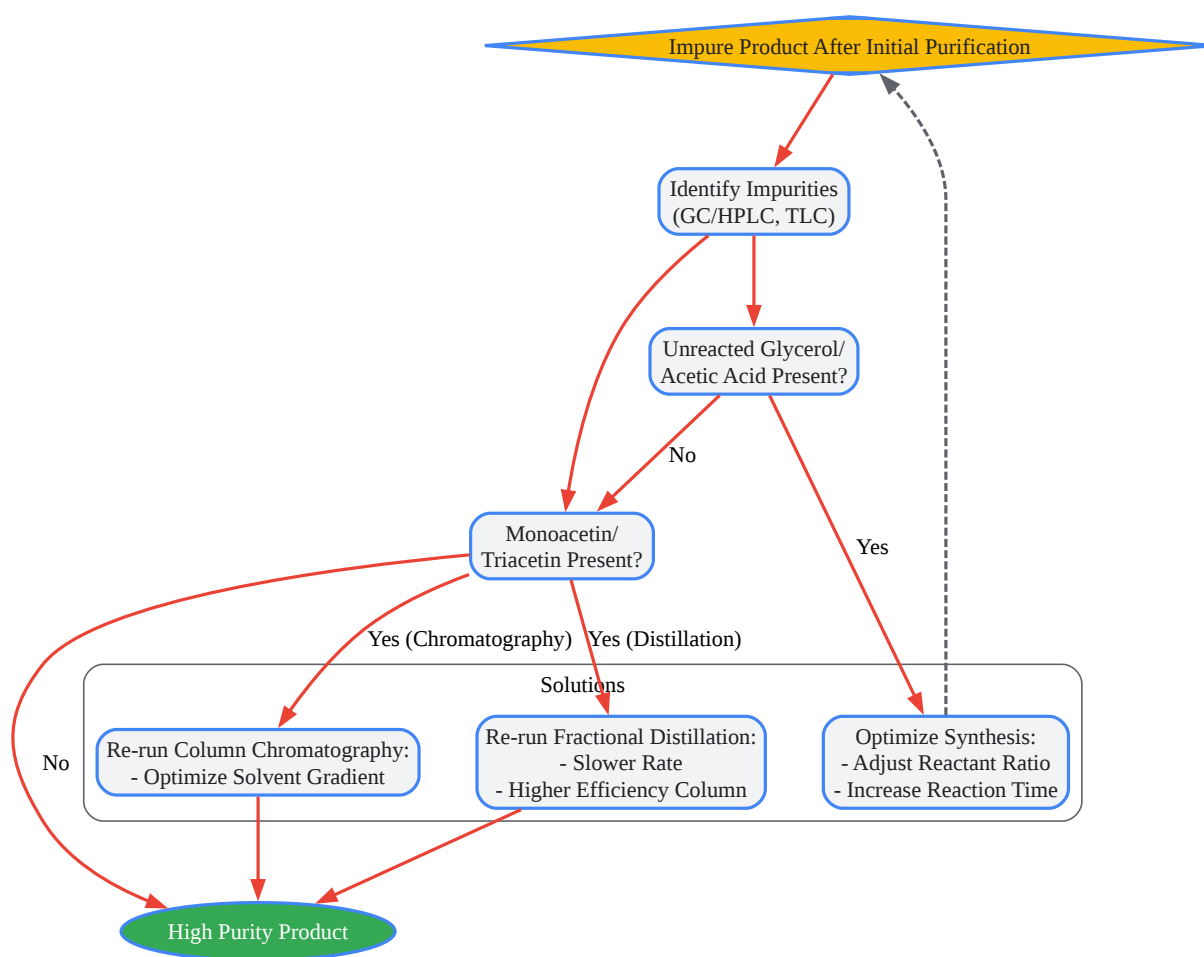 Impure Product After Initial Purification
Identify Impurities
(GC/HPLC, TLC)
Unreacted Glycerol/
Acetic Acid Present?
No
Monoacetin/
Triacetin Present?
Yes
Yes (Chromatography)
Yes (Distillation)
Solutions
Re-run Column Chromatography:
- Optimize Solvent Gradient
Re-run Fractional Distillation:
- Slower Rate
- Higher Efficiency Column
Optimize Synthesis:
- Adjust Reactant Ratio
- Increase Reaction Time
No
High Purity Product